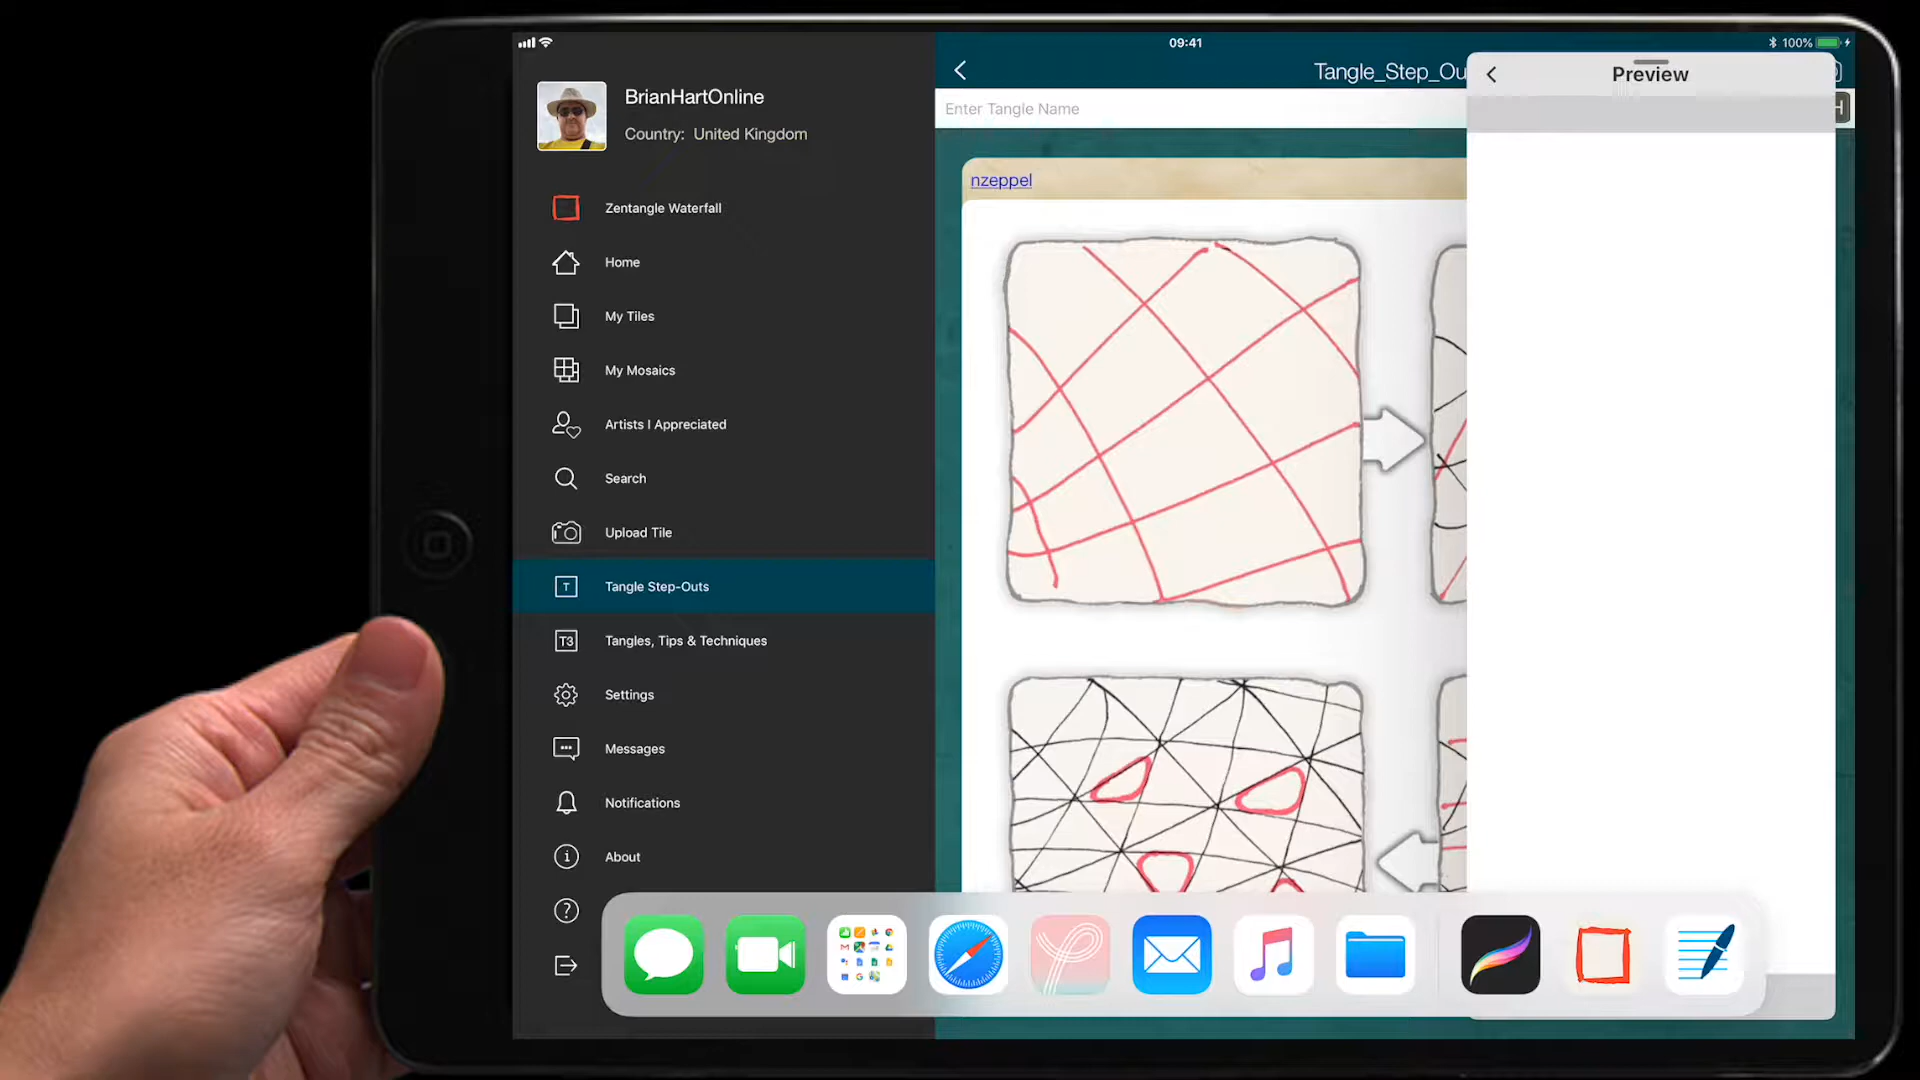 09:41
100%
BrianHartOnline
Country: United Kingdom
Zentangle Waterfall
Home
My Tiles
My Mosaics
Artists I Appreciated
Search
Upload Tile
T
Tangle Step-Outs
T3
Tangles, Tips & Techniques
Settings
Messages
Notifications
i
About
?
Tangle_Step_Ou
Enter Tangle Name
nzeppel
Preview
H